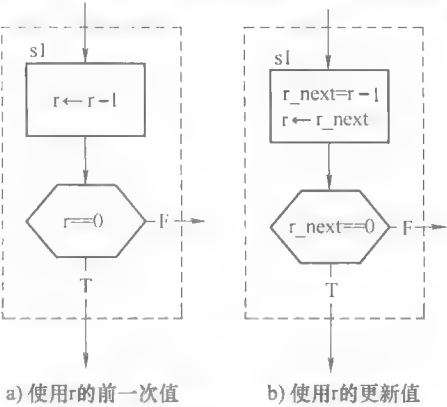 s1
r ← r-1
r==0
F
T
a) 使用r的前一次值
s1
r_next=r-1
r ← r_next
r_next==0
F
T
b) 使用r的更新值